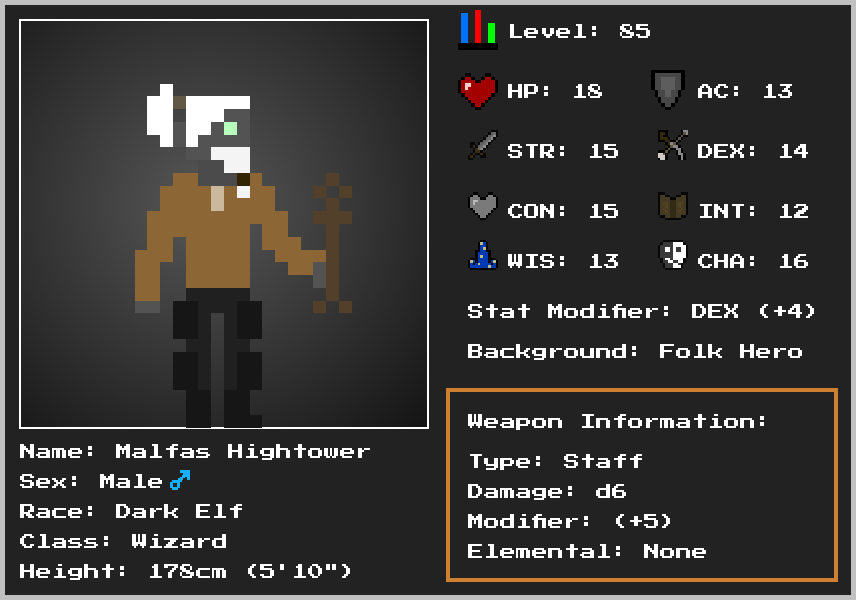 Level: 85
HP: 18
AC: 13
STR: 15
DEX: 14
CON: 15
INT: 12
WIS: 13
CHA: 16
Stat Modifier: DEX (+4)
Background: Folk Hero
Weapon Information:
Type: Staff
Damage: d6
Modifier: (+5)
Elemental: None
Name: Malfas Hightower
Sex: Male♂
Race: Dark Elf
Class: Wizard
Height: 178cm (5'10")